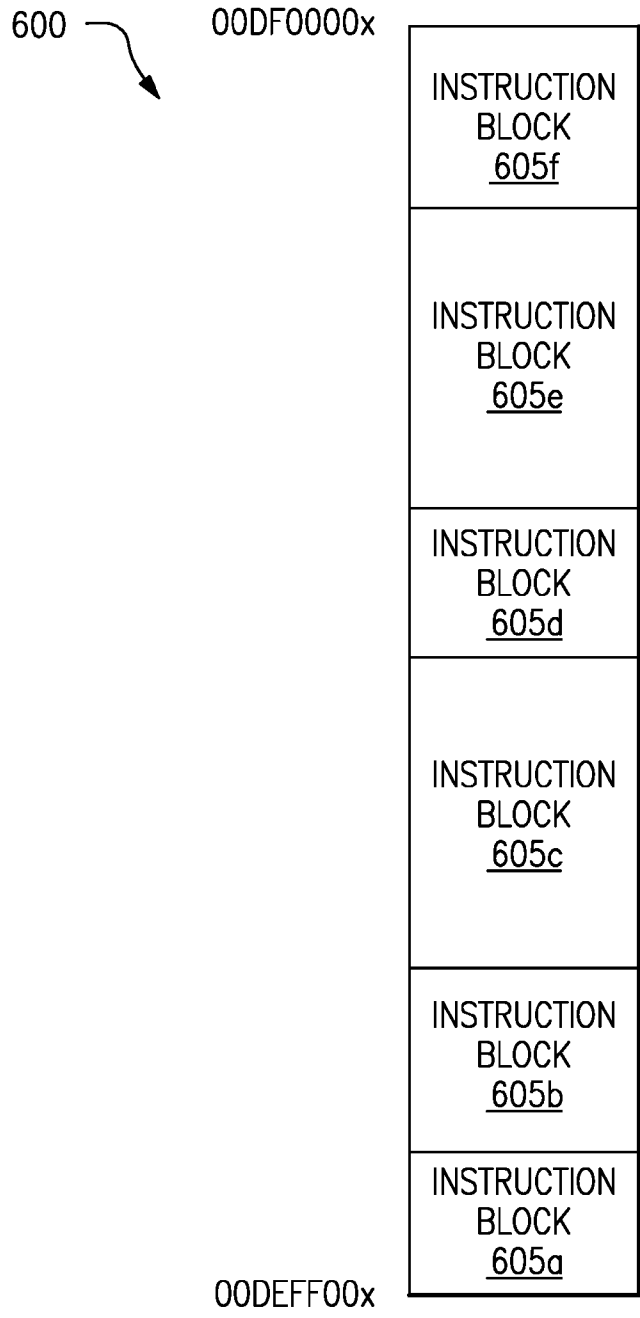 600
00DF0000x
INSTRUCTION
BLOCK
605f
INSTRUCTION
BLOCK
605e
INSTRUCTION
BLOCK
605d
INSTRUCTION
BLOCK
605c
INSTRUCTION
BLOCK
605b
INSTRUCTION
BLOCK
605a
00DEFF00x